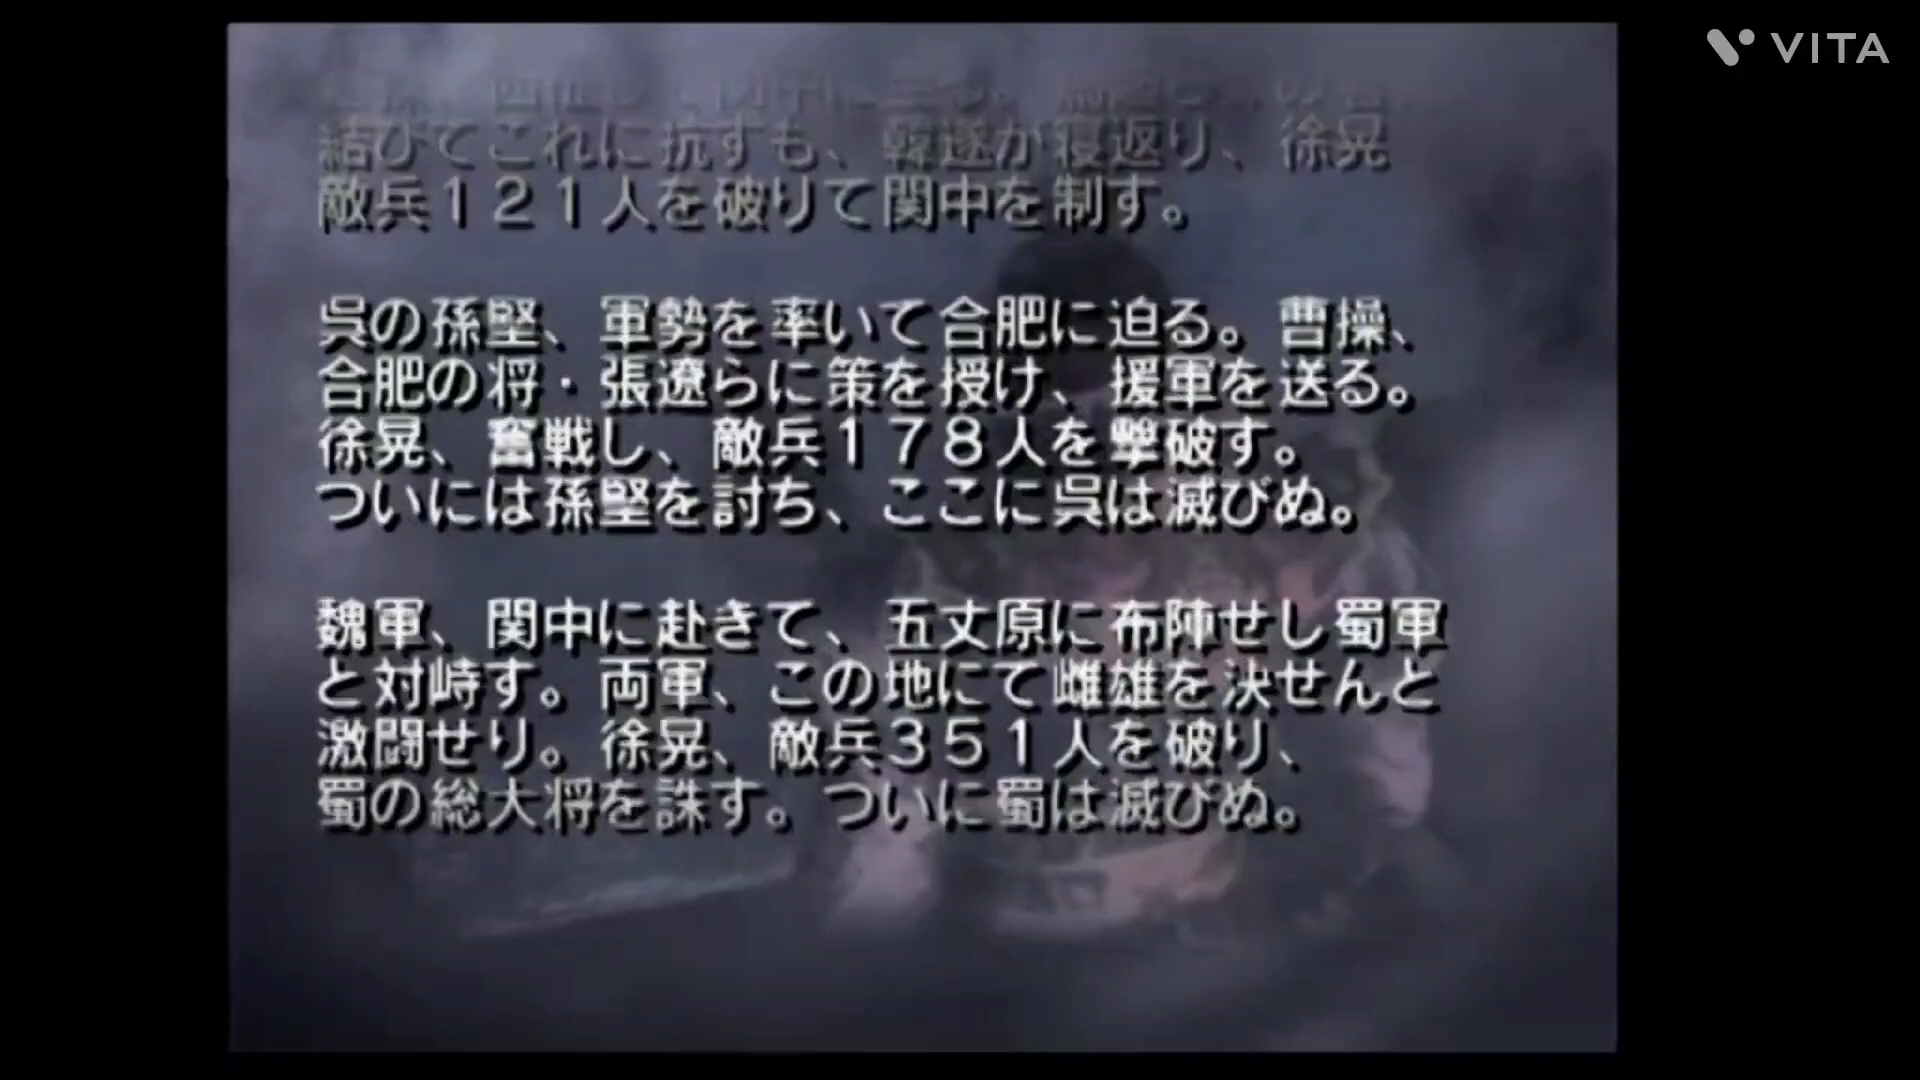 VITA
結びてこれに抗すも、韓遂が寝返り、徐晃
敵兵１２１人を破りて関中を制す。
呉の孫堅、軍勢を率いて合肥に迫る。曹操、
合肥の将・張遼らに策を授け、援軍を送る。
徐晃、奮戦し、敵兵１７８人を撃破す。
ついには孫堅を討ち、ここに呉は滅びぬ。
魏軍、関中に赴きて、五丈原に布陣せし蜀軍
と対峙す。両軍、この地にて雌雄を決せんと
激闘せり。徐晃、敵兵３５１人を破り、
蜀の総大将を誅す。ついに蜀は滅びぬ。